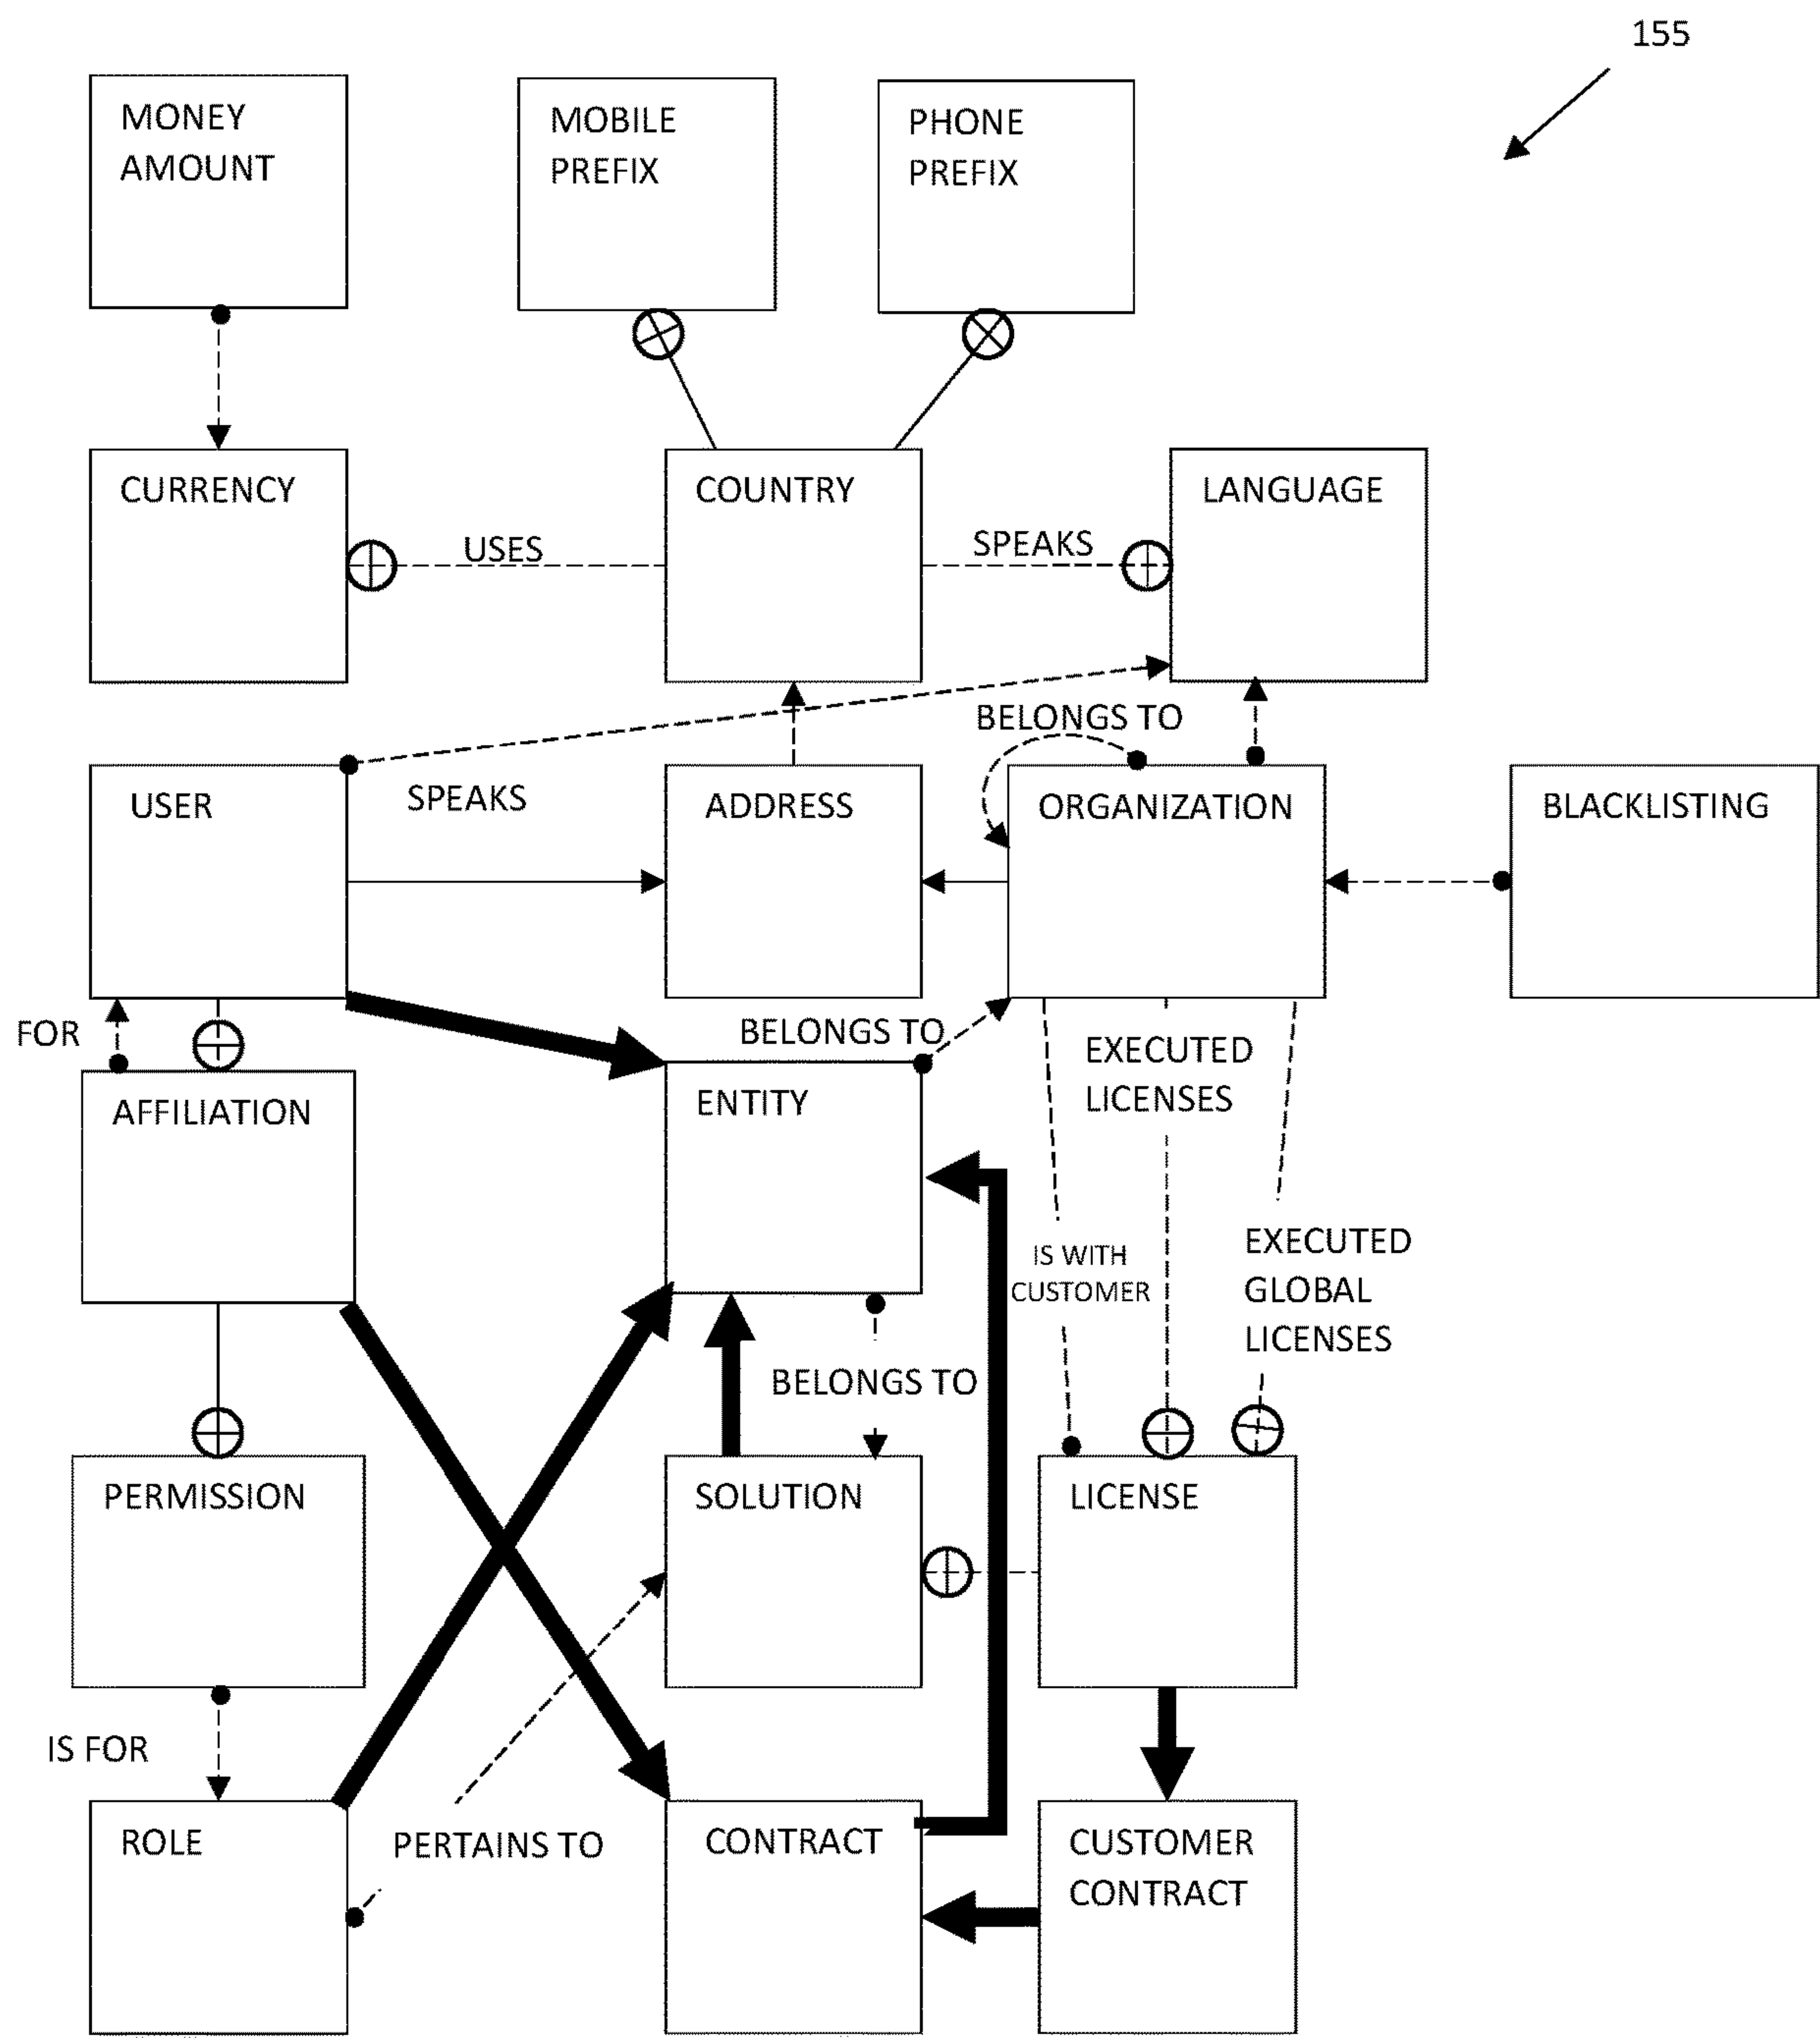 155
MONEY
AMOUNT
MOBILE
PREFIX
PHONE
PREFIX
CURRENCY
USES
COUNTRY
SPEAKS
LANGUAGE
BELONGS TO
USER
SPEAKS
ADDRESS
ORGANIZATION
BLACKLISTING
FOR
BELONGS TO
EXECUTED
LICENSES
AFFILIATION
ENTITY
IS WITH
CUSTOMER
EXECUTED
GLOBAL
LICENSES
BELONGS TO
PERMISSION
SOLUTION
LICENSE
IS FOR
ROLE
PERTAINS TO
CONTRACT
CUSTOMER
CONTRACT